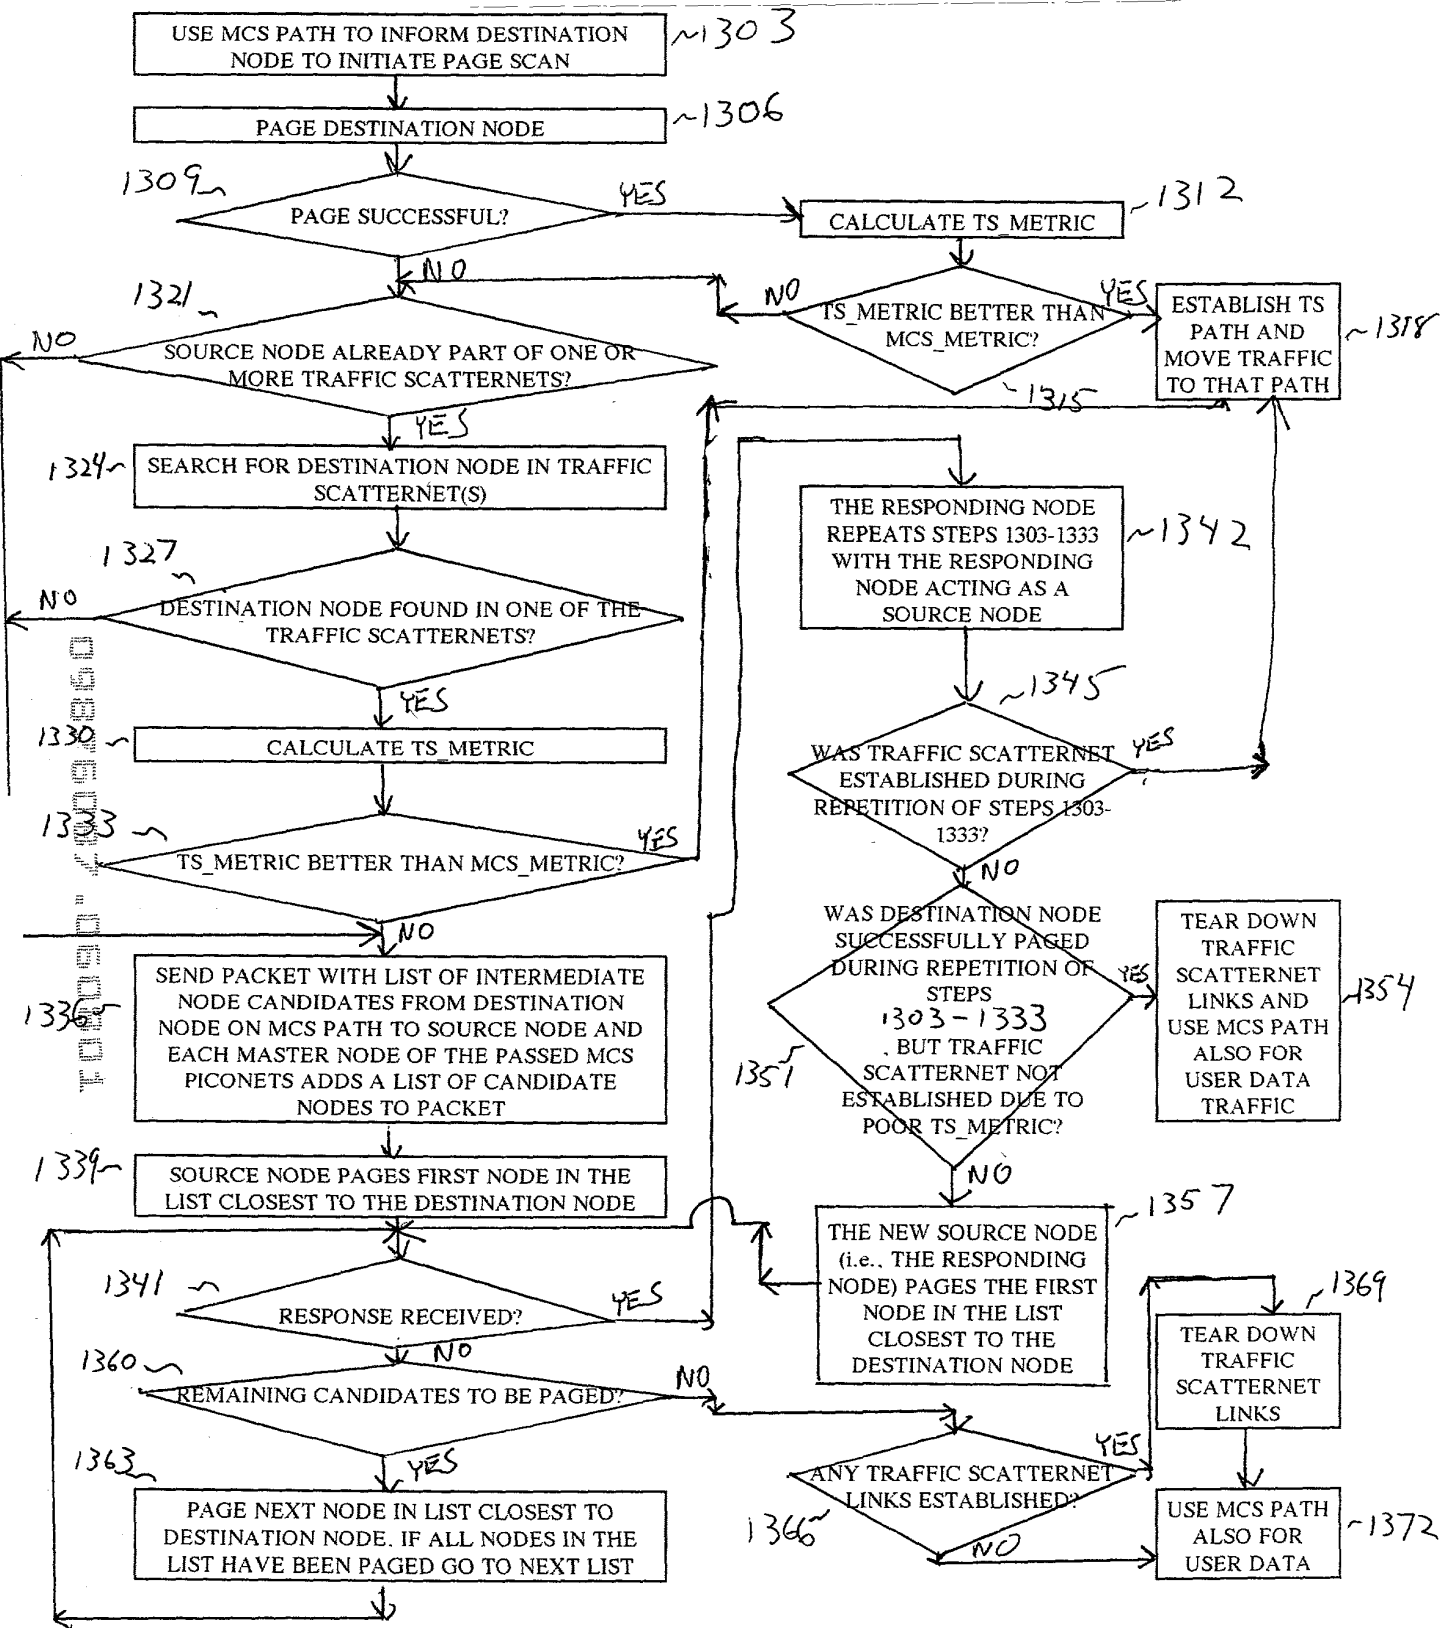 USE MCS PATH TO INFORM DESTINATION
NODE TO INITIATE PAGE SCAN
1303
PAGE DESTINATION NODE
1306
1309
PAGE SUCCESSFUL?
YES
NO
CALCULATE TS_METRIC
1312
TS_METRIC BETTER THAN
MCS_METRIC?
NO
YES
1315
ESTABLISH TS
PATH AND
MOVE TRAFFIC
TO THAT PATH
1318
1321
NO
SOURCE NODE ALREADY PART OF ONE OR
MORE TRAFFIC SCATTERNETS?
YES
1324
SEARCH FOR DESTINATION NODE IN TRAFFIC
SCATTERNET(S)
1327
NO
DESTINATION NODE FOUND IN ONE OF THE
TRAFFIC SCATTERNETS?
YES
1330
CALCULATE TS_METRIC
1333
TS_METRIC BETTER THAN MCS_METRIC?
YES
NO
1336
SEND PACKET WITH LIST OF INTERMEDIATE
NODE CANDIDATES FROM DESTINATION
NODE ON MCS PATH TO SOURCE NODE AND
EACH MASTER NODE OF THE PASSED MCS
PICONETS ADDS A LIST OF CANDIDATE
NODES TO PACKET
1339
SOURCE NODE PAGES FIRST NODE IN THE
LIST CLOSEST TO THE DESTINATION NODE
1341
RESPONSE RECEIVED?
YES
NO
THE RESPONDING NODE
REPEATS STEPS 1303-1333
WITH THE RESPONDING
NODE ACTING AS A
SOURCE NODE
1342
1345
WAS TRAFFIC SCATTERNET
ESTABLISHED DURING
REPETITION OF STEPS 1303-
1333?
YES
NO
WAS DESTINATION NODE
SUCCESSFULLY PAGED
DURING REPETITION OF
STEPS
1303-1333
BUT TRAFFIC
SCATTERNET NOT
ESTABLISHED DUE TO
POOR TS_METRIC?
1351
YES
NO
TEAR DOWN
TRAFFIC
SCATTERNET
LINKS AND
USE MCS PATH
ALSO FOR
USER DATA
TRAFFIC
1354
THE NEW SOURCE NODE
(i.e., THE RESPONDING
NODE) PAGES THE FIRST
NODE IN THE LIST
CLOSEST TO THE
DESTINATION NODE
1357
1360
REMAINING CANDIDATES TO BE PAGED?
NO
YES
1363
PAGE NEXT NODE IN LIST CLOSEST TO
DESTINATION NODE. IF ALL NODES IN THE
LIST HAVE BEEN PAGED GO TO NEXT LIST
ANY TRAFFIC SCATTERNET
LINKS ESTABLISHED?
1366
YES
NO
1369
TEAR DOWN
TRAFFIC
SCATTERNET
LINKS
USE MCS PATH
ALSO FOR
USER DATA
1372